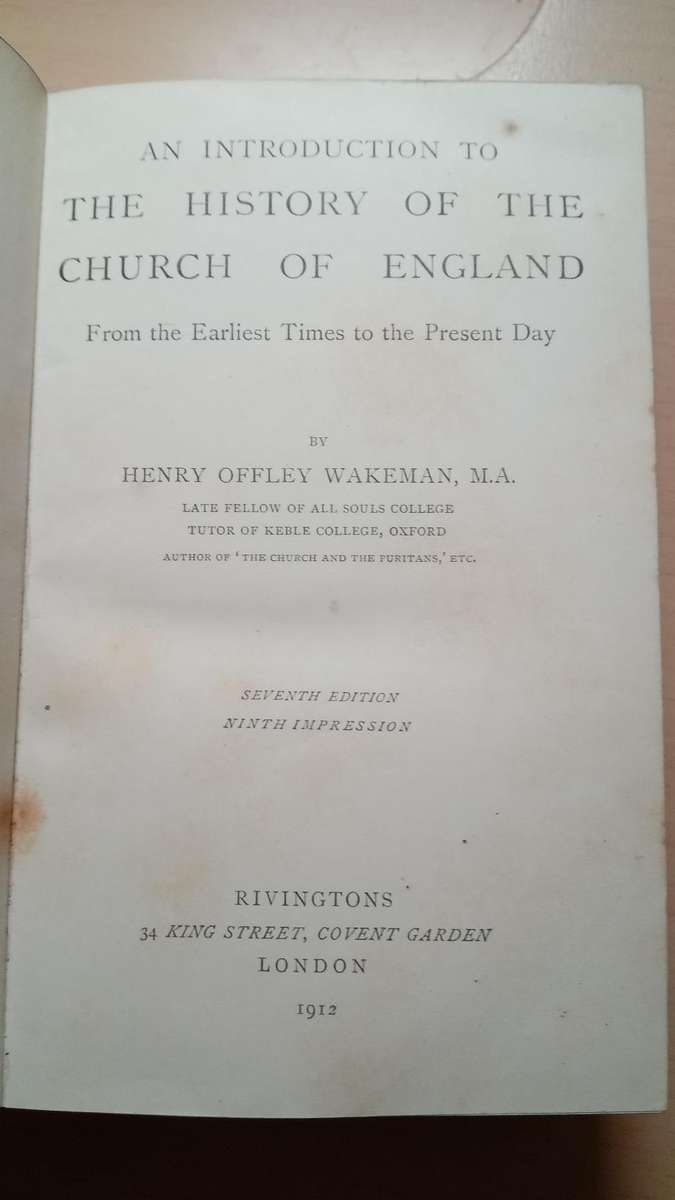 AN INTRODUCTION TO
THE HISTORY OF THE
CHURCH OF ENGLAND
From the Earliest Times to the Present Day
BY
HENRY OFFLEY WAKEMAN, M.A.
LATE FELLOW OF ALL SOULS COLLEGE
TUTOR OF KEBLE COLLEGE, OXFORD
AUTHOR OF 'THE CHURCH AND THE PURITANS,' ETC.
SEVENTH EDITION
NINTH IMPRESSION
RIVINGTONS
34 KING STREET, COVENT GARDEN
LONDON
1912